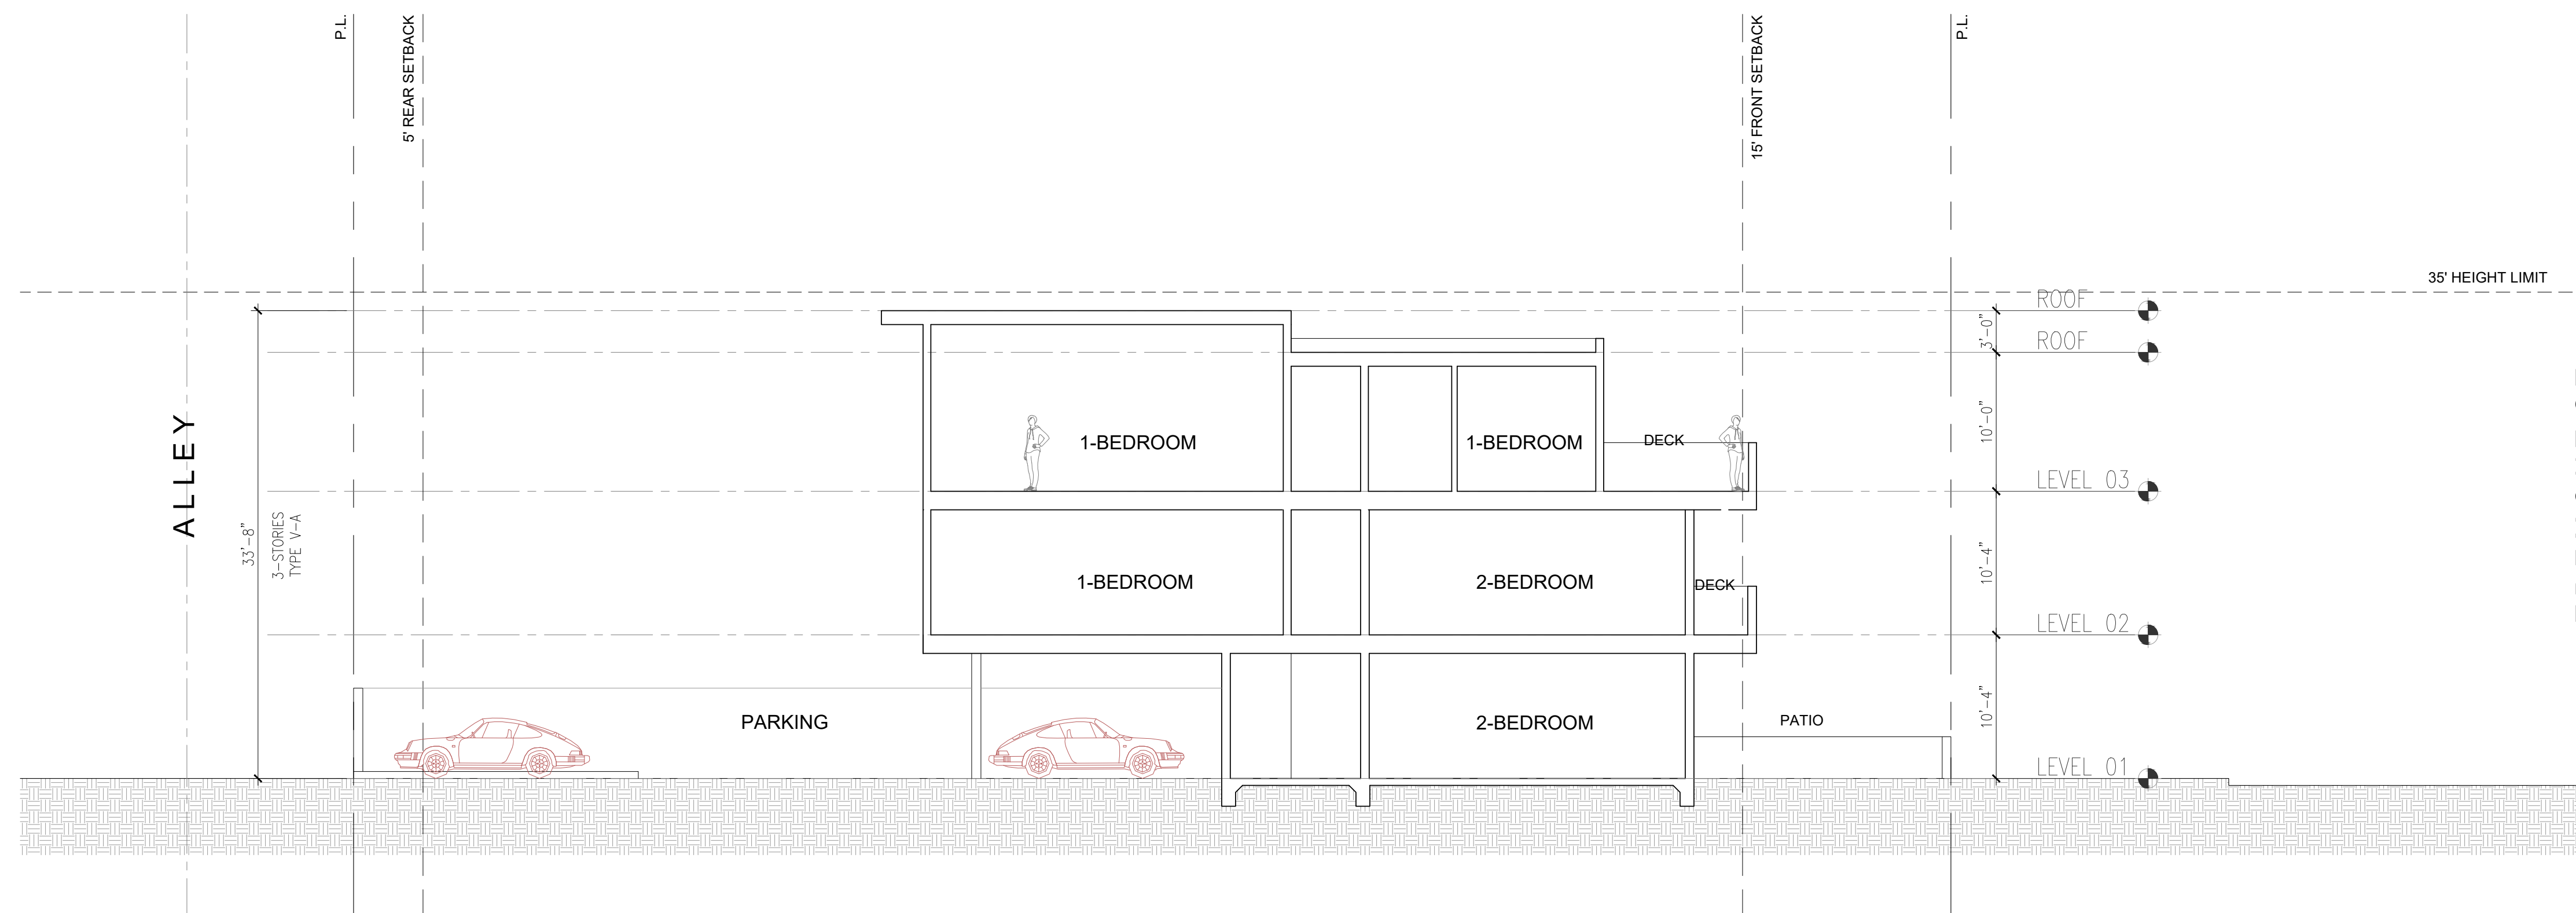 P.L.
5' REAR SETBACK
15' FRONT SETBACK
P.L.
35' HEIGHT LIMIT
ROOF
3'-0"
ROOF
ALLEY
33'-8"
3-STORIES
TYPE V-A
1-BEDROOM
1-BEDROOM
DECK
10'-0"
LEVEL 03
1-BEDROOM
2-BEDROOM
DECK
10'-4"
LEVEL 02
PARKING
2-BEDROOM
PATIO
10'-4"
LEVEL 01